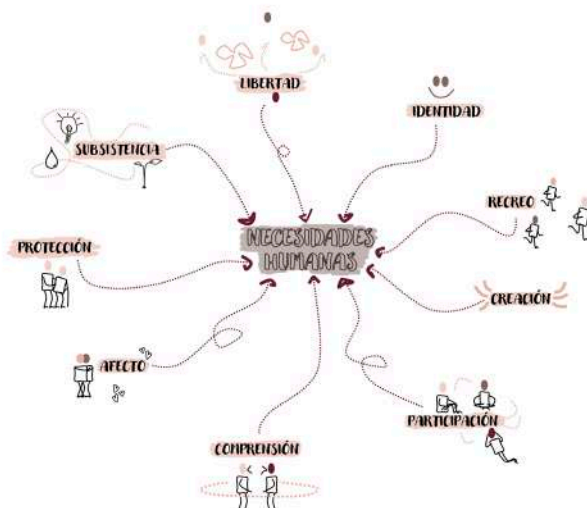 LIBERTAD
IDENTIDAD
SUBSISTENCIA
RECREO
NECESIDADES
HUMANAS
PROTECCIÓN
CREACIÓN
AFECTO
PARTICIPACIÓN
COMPRENSIÓN